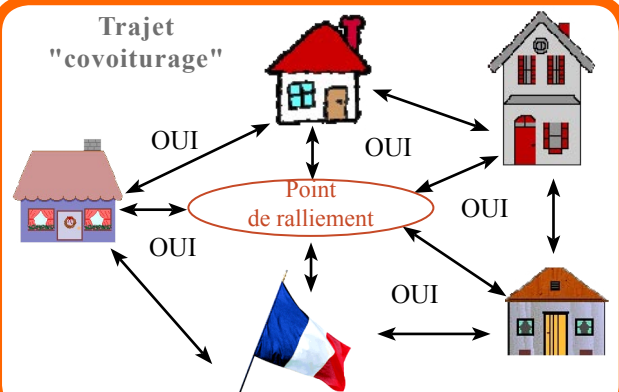 Trajet
"covoiturage"
OUI
OUI
Point
de ralliement
OUI
OUI
OUI